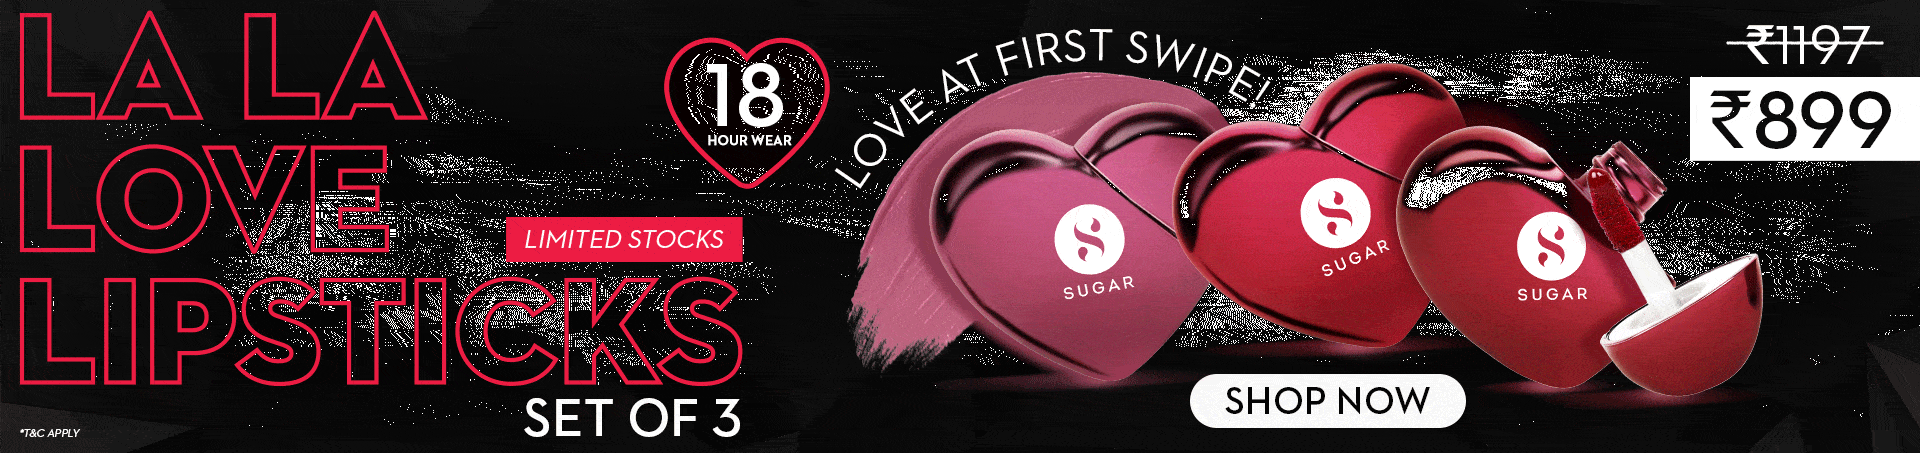 LA LA
LOVE
LIPSTICKS
SET OF 3
LIMITED STOCKS
*T&C APPLY
18
HOUR WEAR
LOVE AT FIRST SWIPE!
SUGAR
SUGAR
SUGAR
SHOP NOW
₹1197
₹899